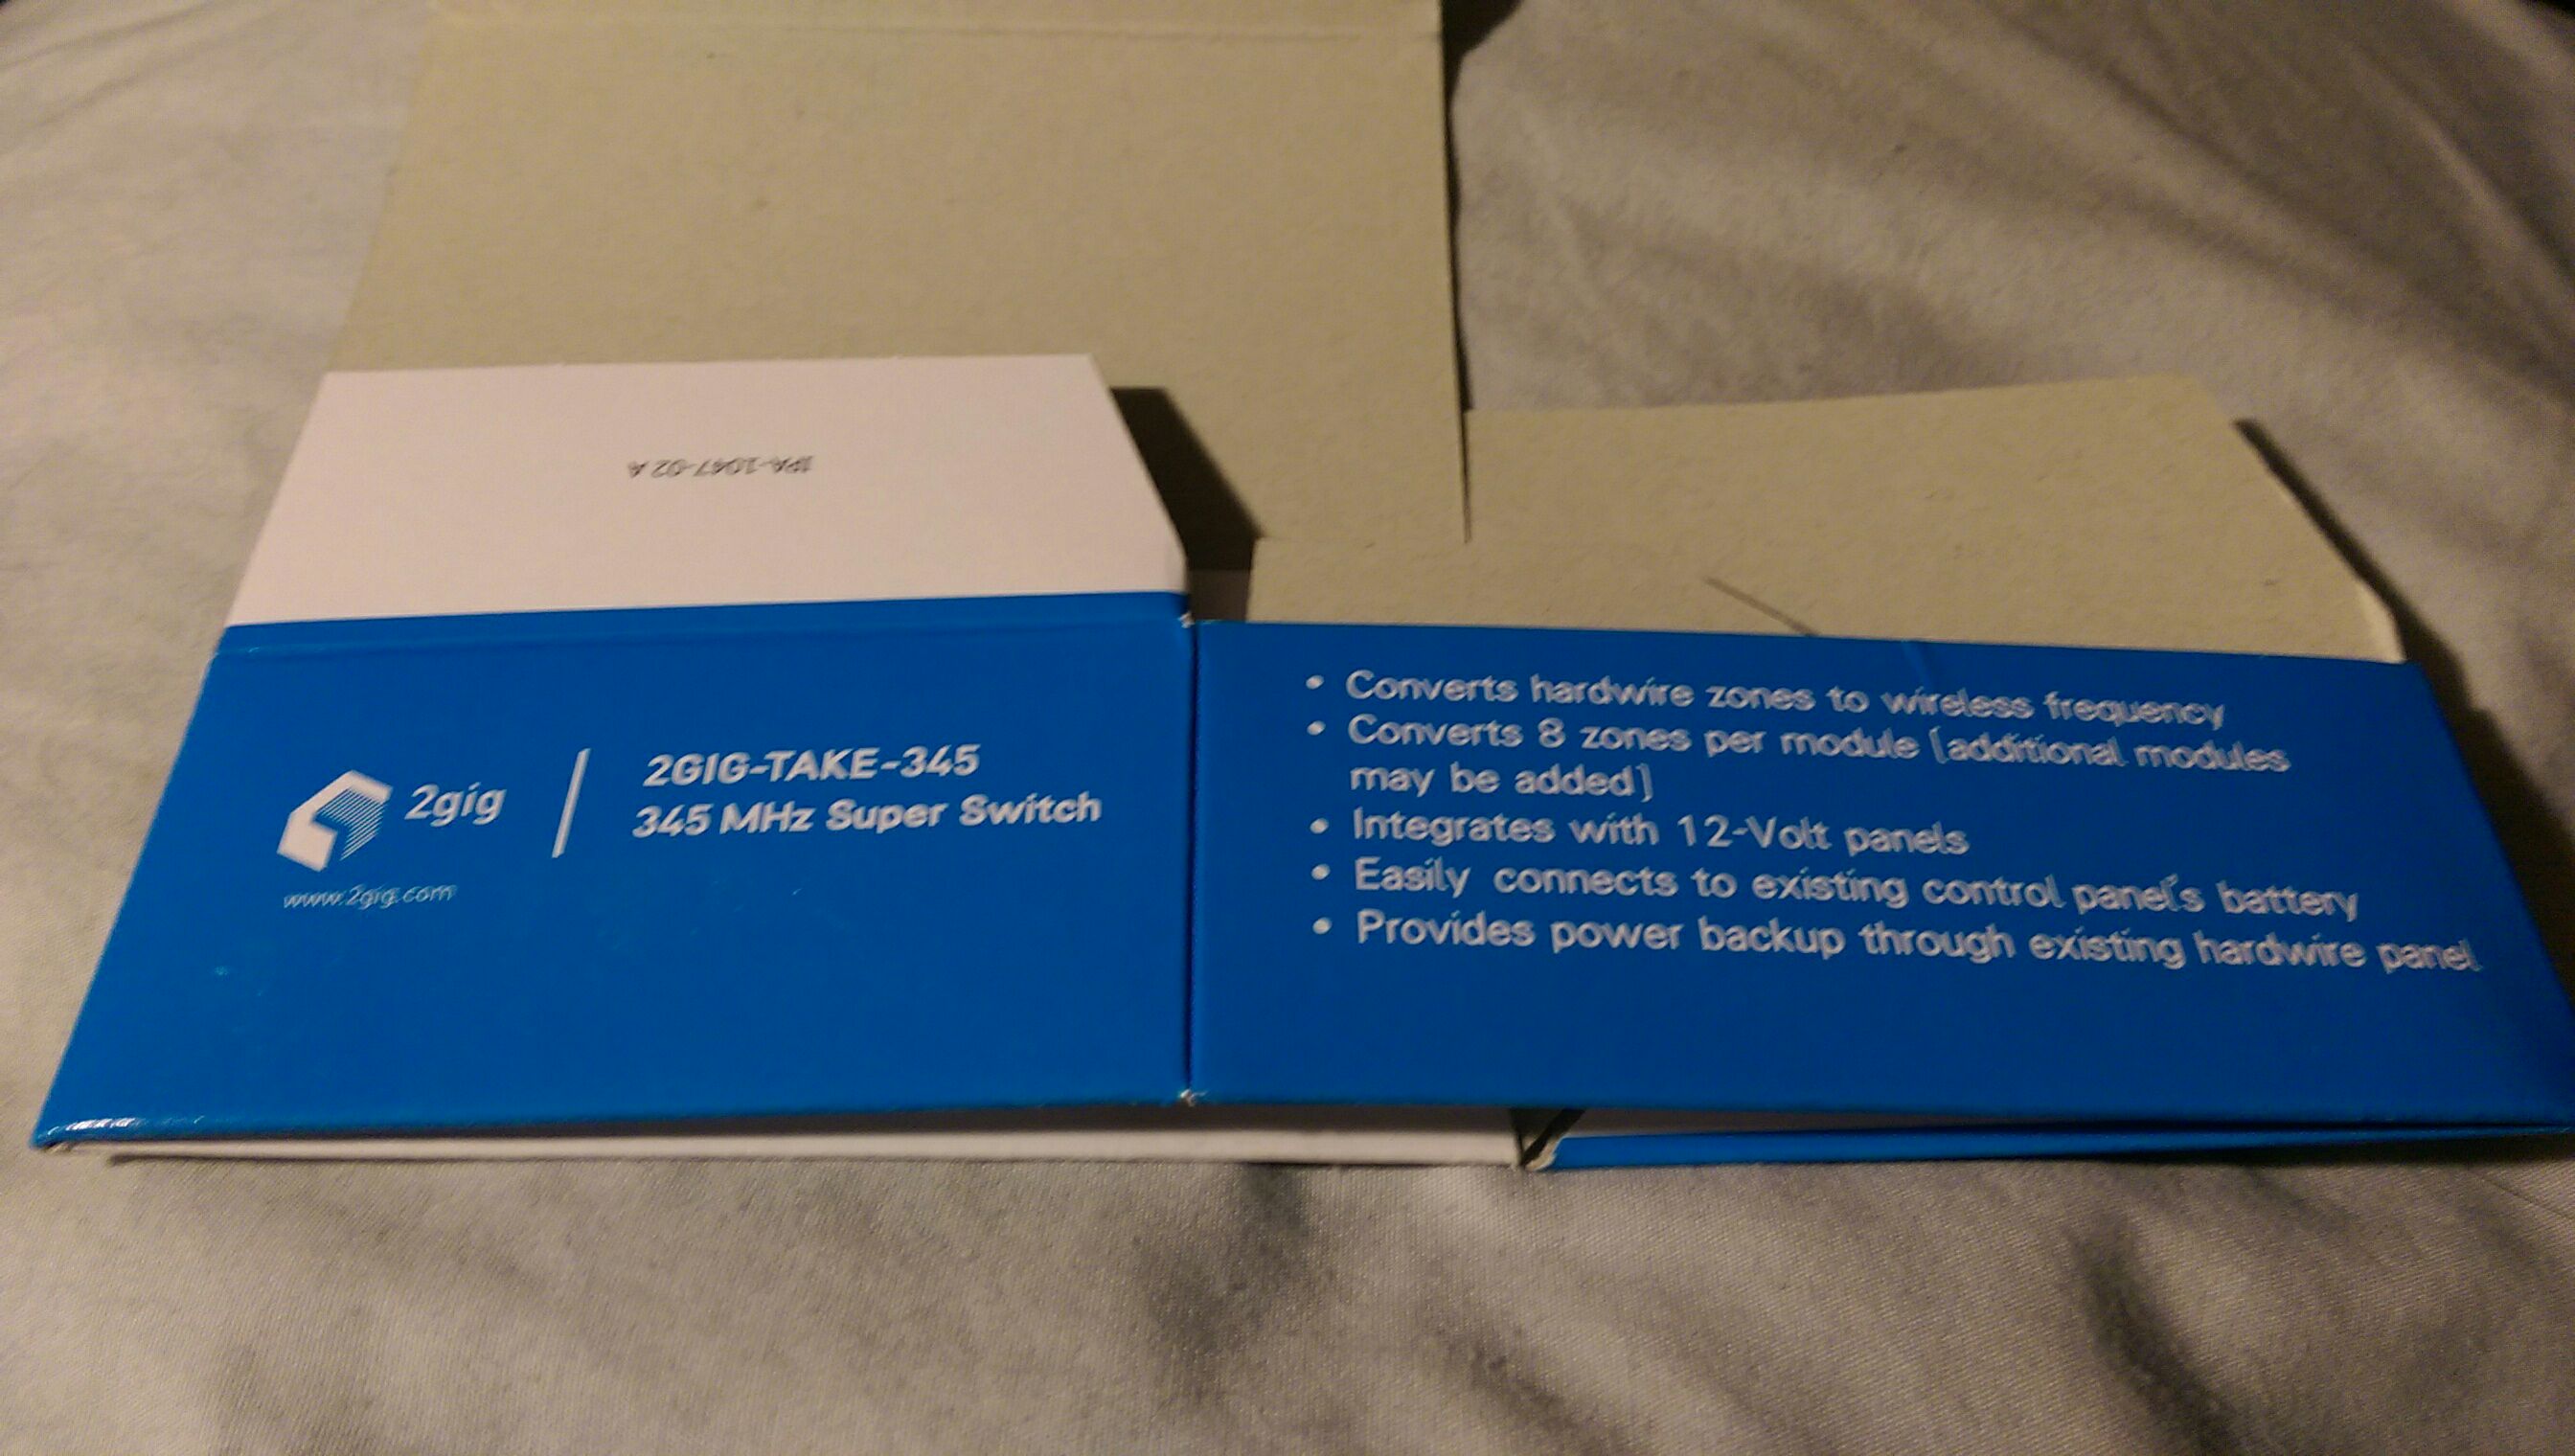 IPA-1047-02 A
2gig
www.2gig.com
2GIG-TAKE-345
345 MHz Super Switch
• Converts hardwire zones to wireless frequency
• Converts 8 zones per module (additional modules
may be added)
• Integrates with 12-Volt panels
• Easily connects to existing control panel's battery
• Provides power backup through existing hardwire panel